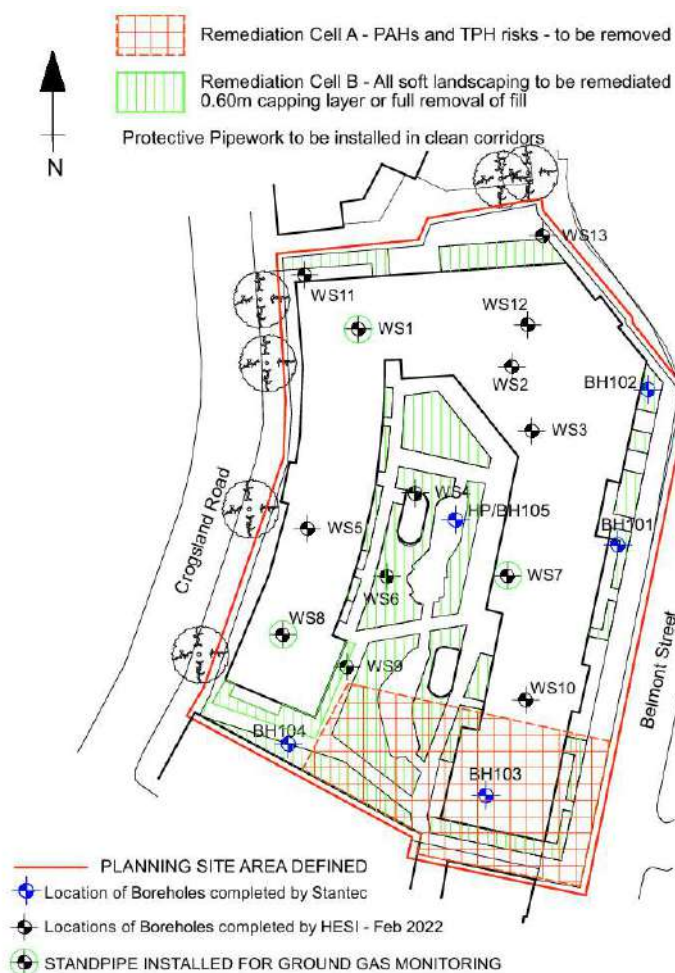 Remediation Cell A - PAHs and TPH risks - to be removed
Remediation Cell B - All soft landscaping to be remediated
0.60m capping layer or full removal of fill
Protective Pipework to be installed in clean corridors
N
WS13
WS11
WS1
WS12
WS2
BH102
WS3
Crogsland Road
WS4
HP/BH105
WS5
BH101
WS6
WS7
WS8
WS9
Belmont Street
WS10
BH104
BH103
PLANNING SITE AREA DEFINED
Location of Boreholes completed by Stantec
Locations of Boreholes completed by HESI - Feb 2022
STANDPIPE INSTALLED FOR GROUND GAS MONITORING